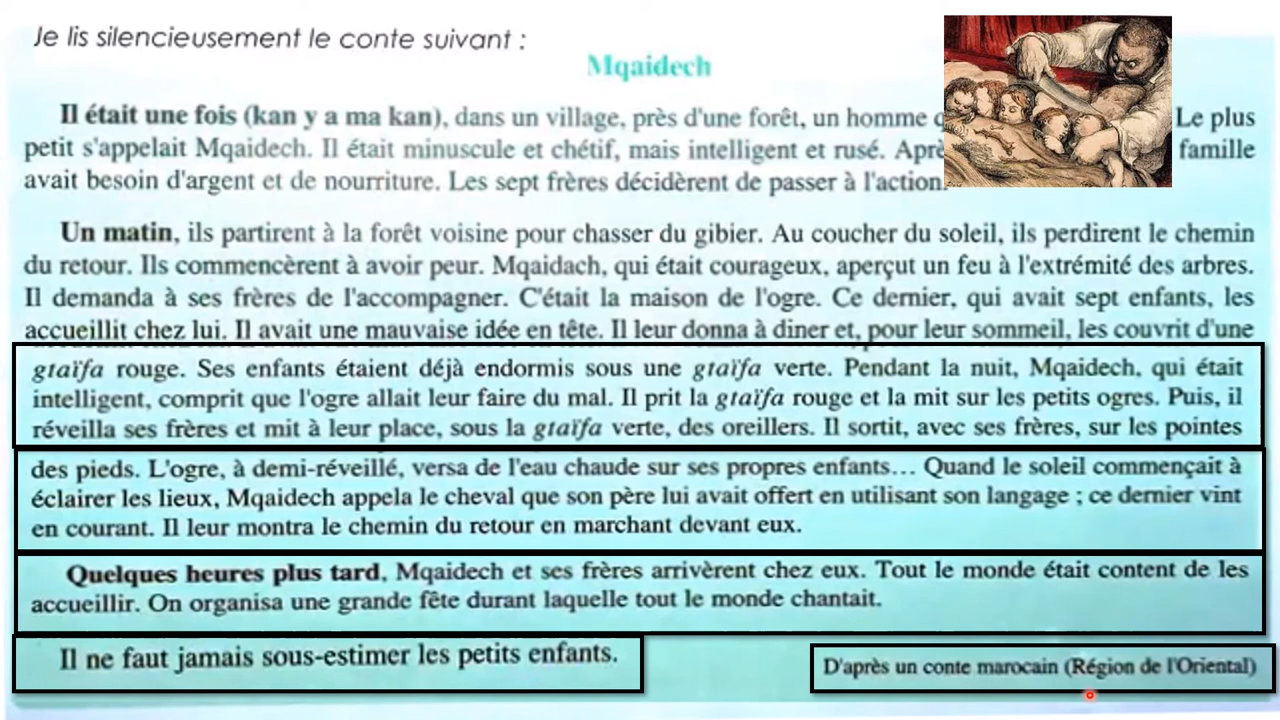 Je lis silencieusement le conte suivant :
Mqaidech
Il était une fois (kan y a ma kan), dans un village, près d'une forêt, un homme Le plus
petit s'appelait Mqaidech. Il était minuscule et chétif, mais intelligent et rusé. famille
avait besoin d'argent et de nourriture. Les sept frères décidèrent de passer à l'action.
Un matin, ils partirent à la forêt voisine pour chasser du gibier. Au coucher du soleil, ils perdirent le chemin
du retour. Ils commencèrent à avoir peur. Mqaidach, qui était courageux, aperçut un feu à l'extrémité des arbres.
Il demanda à ses frères de l'accompagner. C'était la maison de l'ogre. Ce dernier, qui avait sept enfants, les
accueillit chez lui. Il avait une mauvaise idée en tête. Il leur donna à diner et, pour leur sommeil, les couvrit d'une
gtaïfa rouge. Ses enfants étaient déjà endormis sous une gtaïfa verte. Pendant la nuit, Mqaidech, qui était
intelligent, comprit que l'ogre allait leur faire du mal. Il prit la gtaïfa rouge et la mit sur les petits ogres. Puis, il
réveilla ses frères et mit à leur place, sous la gtaïfa verte, des oreillers. Il sortit, avec ses frères, sur les pointes
des pieds. L'ogre, à demi-réveillé, versa de l'eau chaude sur ses propres enfants... Quand le soleil commençait à
éclairer les lieux, Mqaidech appela le cheval que son père lui avait offert en utilisant son langage ; ce dernier vint
en courant. Il leur montra le chemin du retour en marchant devant eux.
Quelques heures plus tard, Mqaidech et ses frères arrivèrent chez eux. Tout le monde était content de les
accueillir. On organisa une grande fête durant laquelle tout le monde chantait.
Il ne faut jamais sous-estimer les petits enfants.
D'après un conte marocain (Région de l'Oriental)